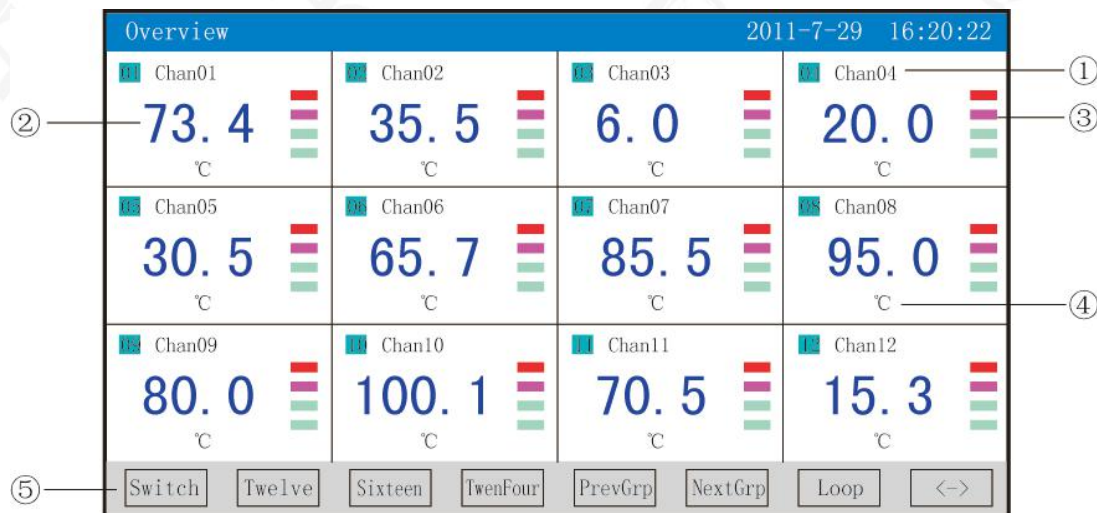 Overview 2011-7-29 16:20:22
01 Chan01 02 Chan02 03 Chan03 04 Chan04 ①
② 73.4 35.5 6.0 20.0 ③
℃ ℃ ℃ ℃
05 Chan05 06 Chan06 07 Chan07 08 Chan08
30.5 65.7 85.5 95.0
℃ ℃ ℃ ℃ ④
09 Chan09 10 Chan10 11 Chan11 12 Chan12
80.0 100.1 70.5 15.3
℃ ℃ ℃ ℃
⑤ Switch Twelve Sixteen TwenFour PrevGrp NextGrp Loop <->